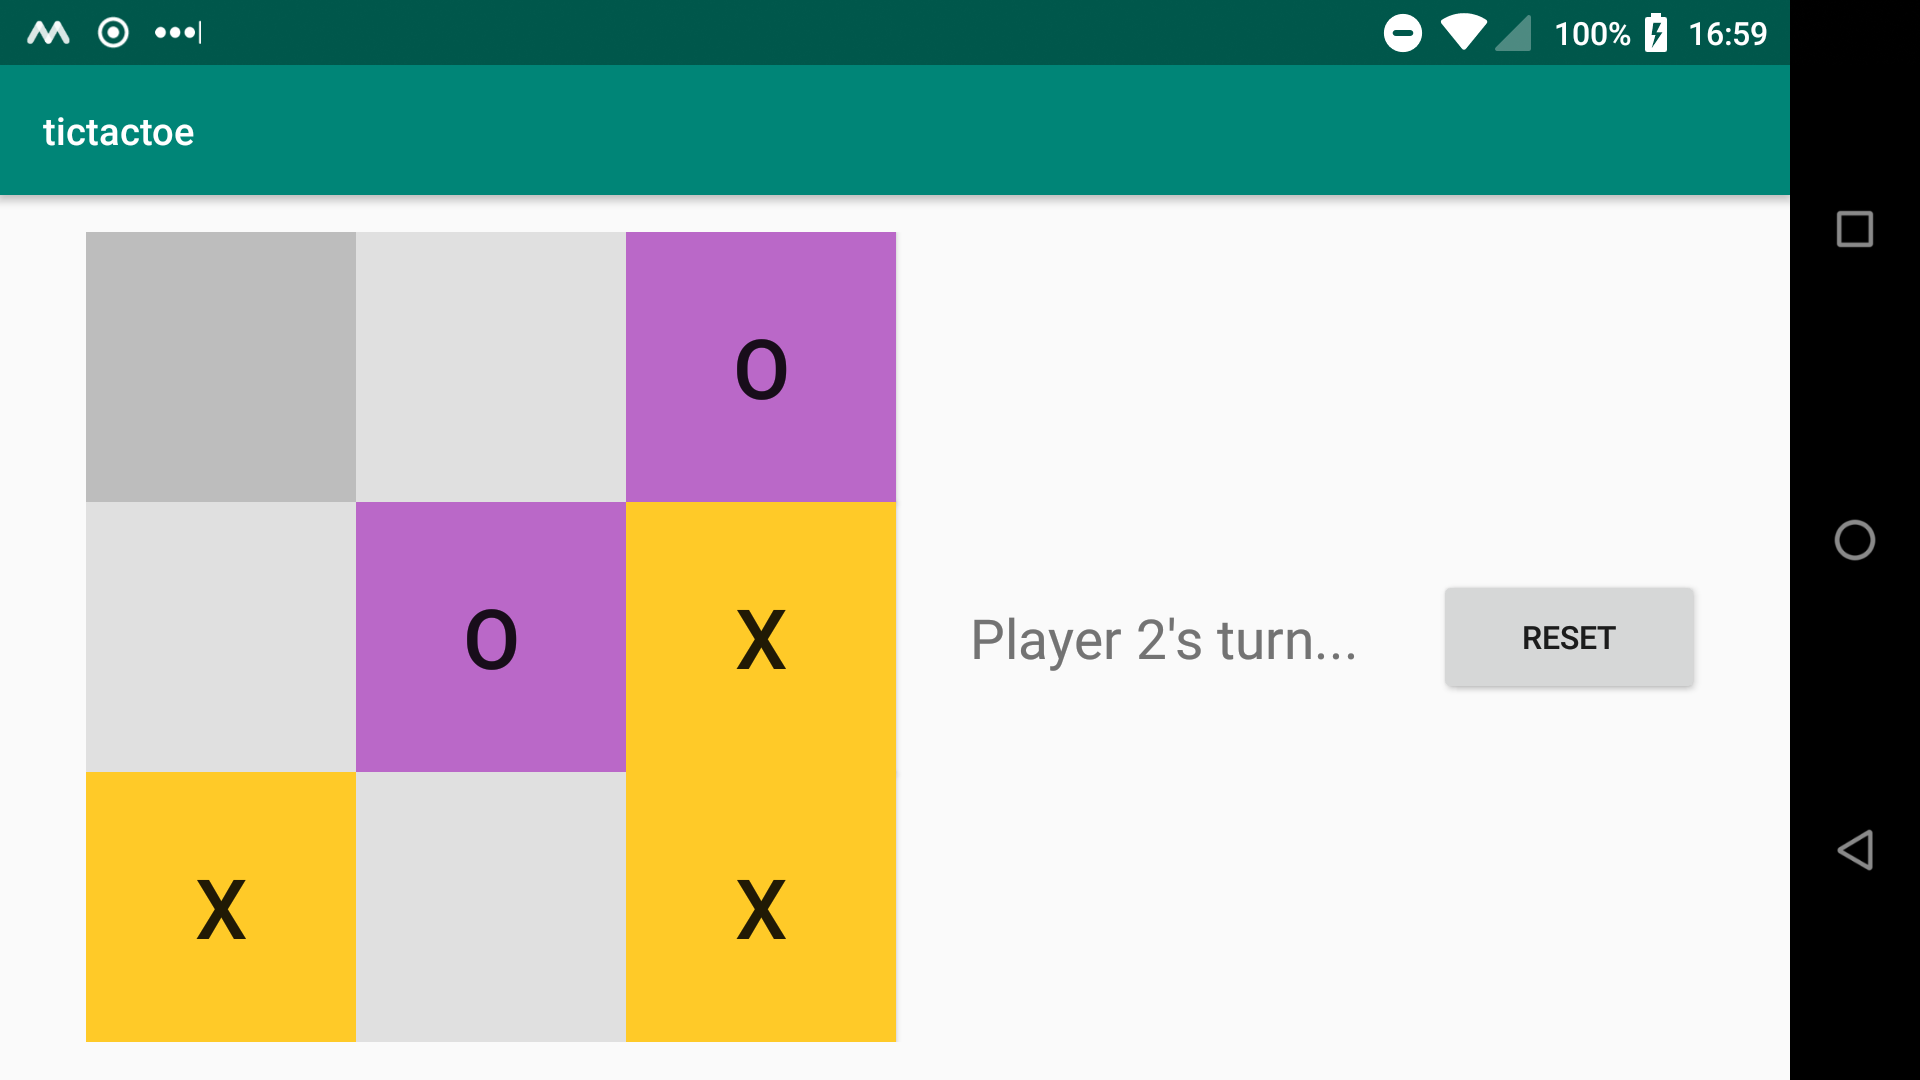 100% 16:59
tictactoe
O
O X
Player 2's turn... RESET
X X